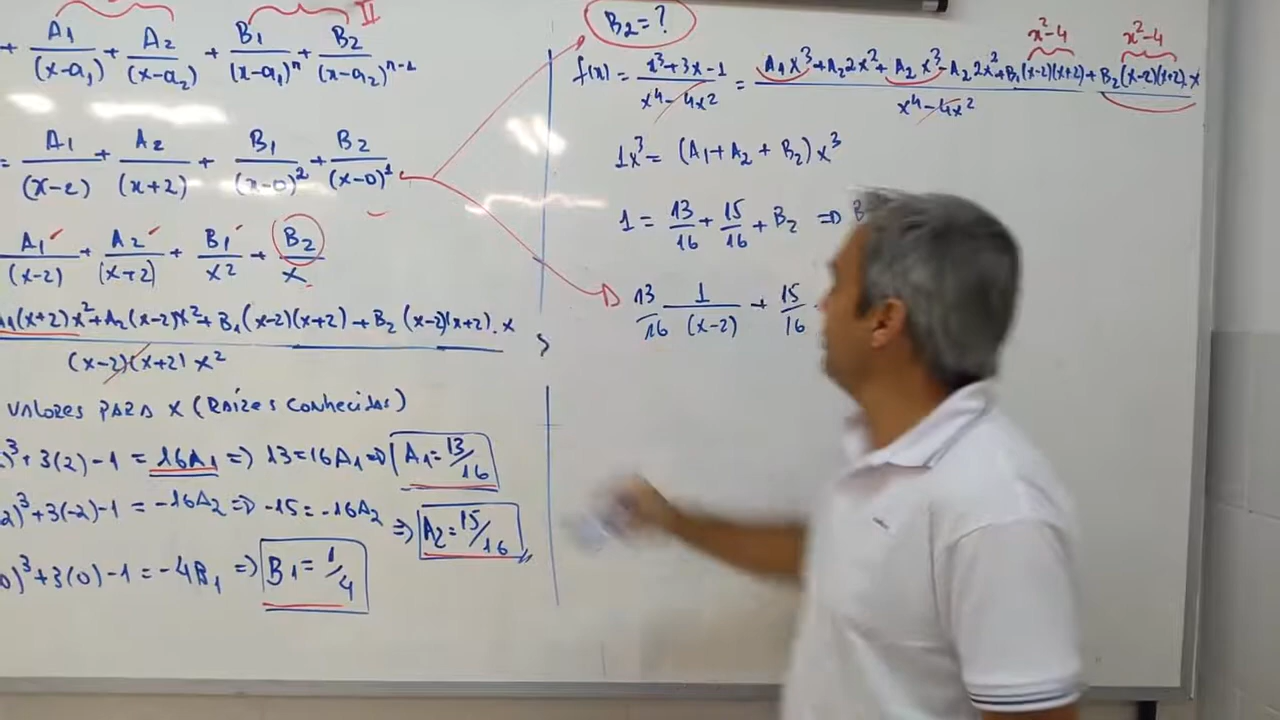 II
+ A1/(x-a1) + A2/(x-a2) + B1/(x-a1)^n + B2/(x-a2)^(n-1)
= A1/(x-2) + A2/(x+2) + B1/(x-0)^2 + B2/(x-0)^1
A1/(x-2) + A2/(x+2) + B1/x^2 + B2/x
A1(x+2)x^2+A2(x-2)x^2+B1(x-2)(x+2)+B2(x-2)(x+2).x
(x-2)(x+2)x^2
VALORES PARA x (RAÍZES CONHECIDAS)
)^3+3(2)-1 = 16A1 => 13=16A1 => A1=13/16
2)^3+3(-2)-1 = -16A2 => -15=-16A2 => A2=15/16
0)^3+3(0)-1 = -4B1 => B1=1/4
B2=?
x^2-4 x^2-4
f(x) = (x^3+3x-1)/(x^4-4x^2) = (A1x^3+A22x^2+A2x^3-A22x^2+B1(x-2)(x+2)+B2(x-2)(x+2).x)/(x^4-4x^2)
1x^3 = (A1+A2+B2)x^3
1 = 13/16 + 15/16 + B2 => B
13/16 1/(x-2) + 15/16